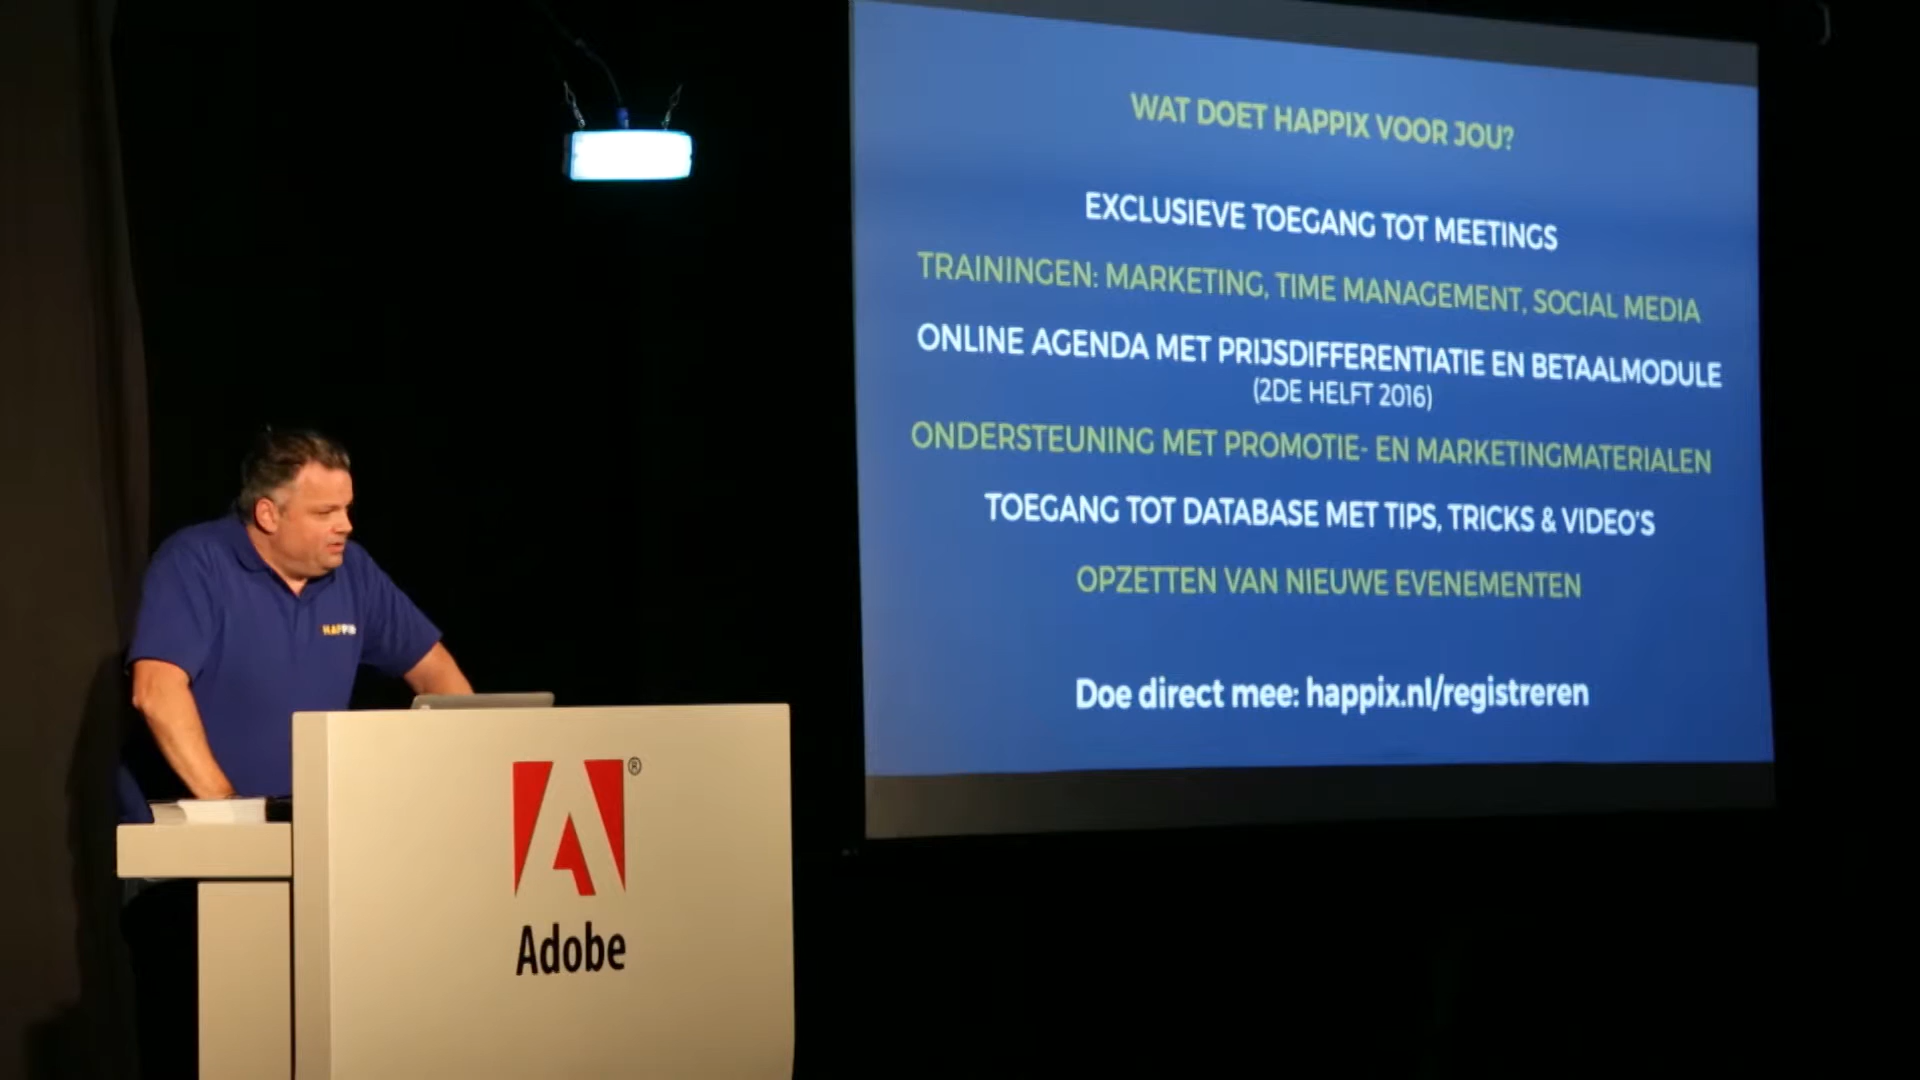 WAT DOET HAPPIX VOOR JOU?
EXCLUSIEVE TOEGANG TOT MEETINGS
TRAININGEN: MARKETING, TIME MANAGEMENT, SOCIAL MEDIA
ONLINE AGENDA MET PRIJSDIFFERENTIATIE EN BETAALMODULE
(2DE HELFT 2016)
ONDERSTEUNING MET PROMOTIE- EN MARKETINGMATERIALEN
TOEGANG TOT DATABASE MET TIPS, TRICKS & VIDEO'S
OPZETTEN VAN NIEUWE EVENEMENTEN
Doe direct mee: happix.nl/registreren
HAPPIX
®
Adobe